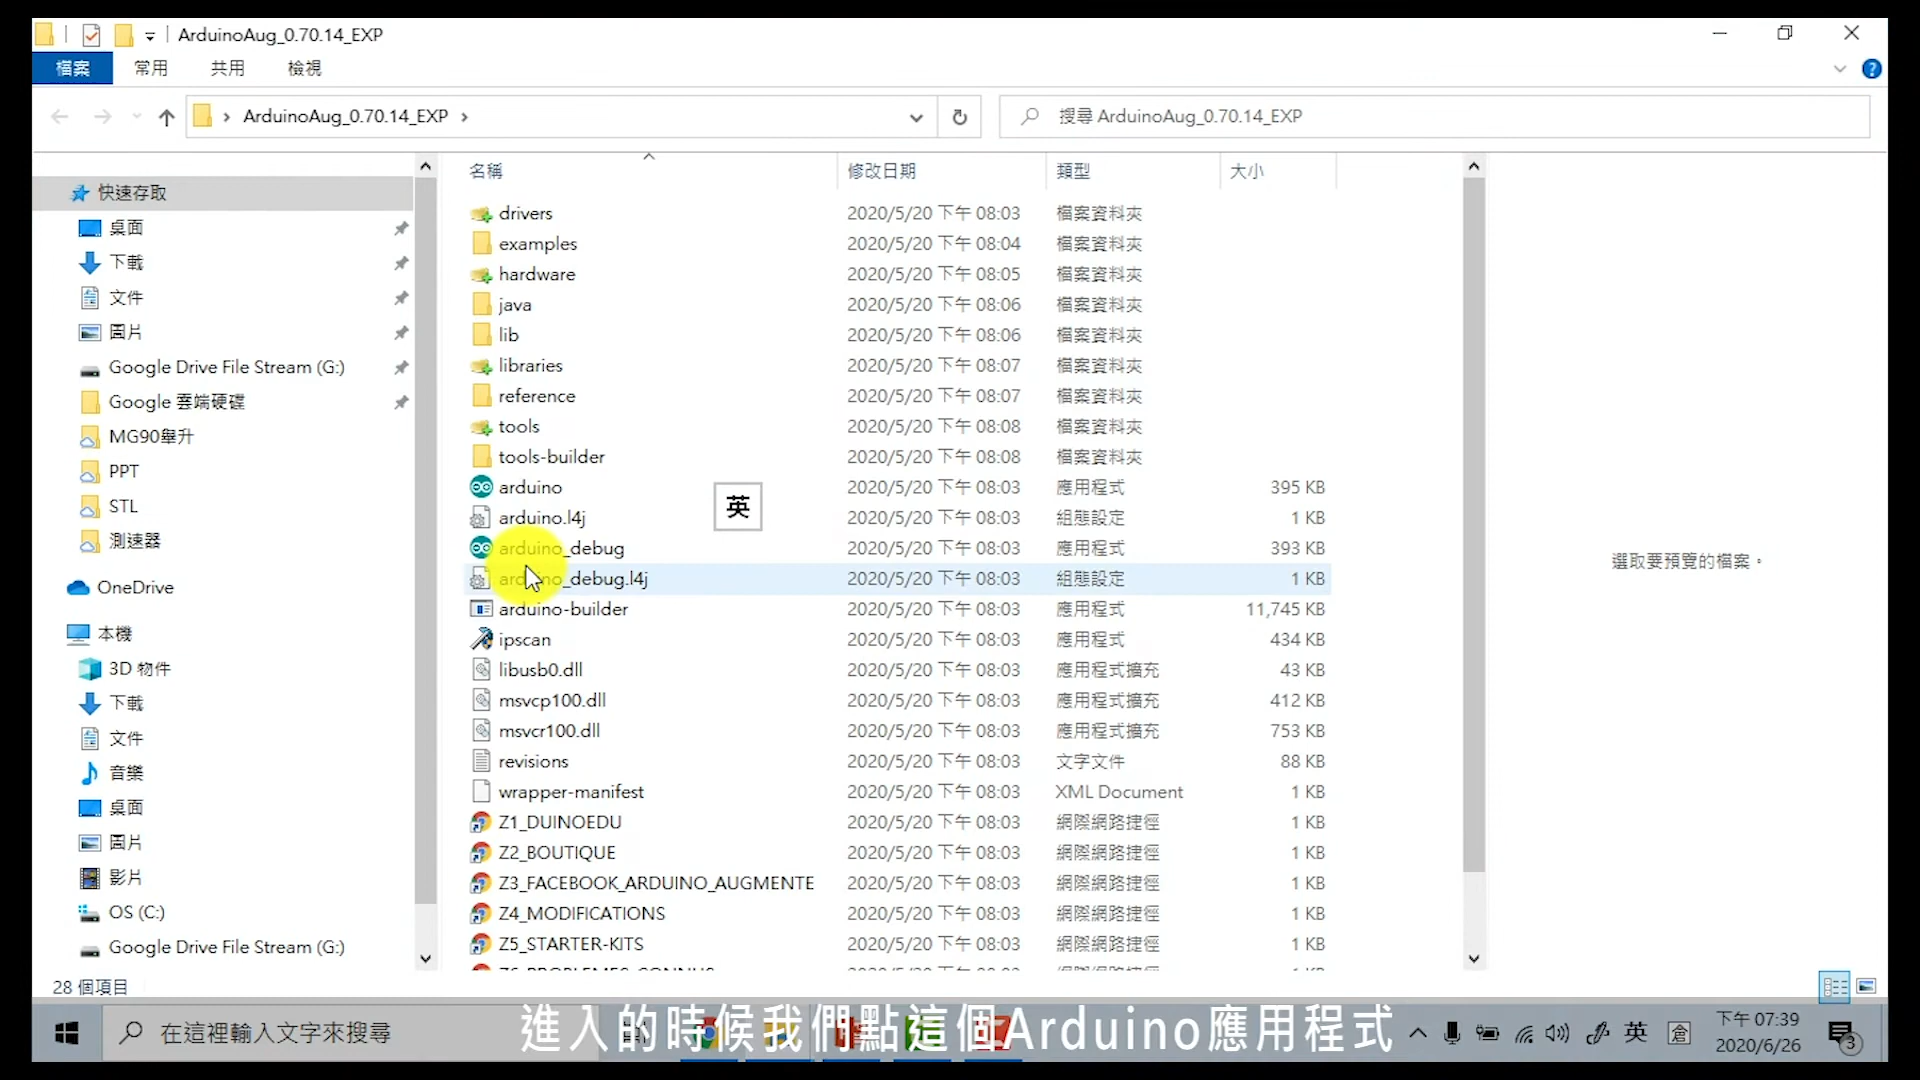 ArduinoAug_0.70.14_EXP
檔案 常用 共用 檢視
ArduinoAug_0.70.14_EXP
搜尋 ArduinoAug_0.70.14_EXP
快速存取
桌面
下載
文件
圖片
Google Drive File Stream (G:)
Google 雲端硬碟
MG90舉升
PPT
STL
測速器
OneDrive
本機
3D 物件
下載
文件
音樂
桌面
圖片
影片
OS (C:)
Google Drive File Stream (G:)
名稱 修改日期 類型 大小
drivers 2020/5/20 下午 08:03 檔案資料夾
examples 2020/5/20 下午 08:04 檔案資料夾
hardware 2020/5/20 下午 08:05 檔案資料夾
java 2020/5/20 下午 08:06 檔案資料夾
lib 2020/5/20 下午 08:06 檔案資料夾
libraries 2020/5/20 下午 08:07 檔案資料夾
reference 2020/5/20 下午 08:07 檔案資料夾
tools 2020/5/20 下午 08:08 檔案資料夾
tools-builder 2020/5/20 下午 08:08 檔案資料夾
arduino 2020/5/20 下午 08:03 應用程式 395 KB
arduino.l4j 2020/5/20 下午 08:03 組態設定 1 KB
arduino_debug 2020/5/20 下午 08:03 應用程式 393 KB
arduino_debug.l4j 2020/5/20 下午 08:03 組態設定 1 KB
arduino-builder 2020/5/20 下午 08:03 應用程式 11,745 KB
ipscan 2020/5/20 下午 08:03 應用程式 434 KB
libusb0.dll 2020/5/20 下午 08:03 應用程式擴充 43 KB
msvcp100.dll 2020/5/20 下午 08:03 應用程式擴充 412 KB
msvcr100.dll 2020/5/20 下午 08:03 應用程式擴充 753 KB
revisions 2020/5/20 下午 08:03 文字文件 88 KB
wrapper-manifest 2020/5/20 下午 08:03 XML Document 1 KB
Z1_DUINOEDU 2020/5/20 下午 08:03 網際網路捷徑 1 KB
Z2_BOUTIQUE 2020/5/20 下午 08:03 網際網路捷徑 1 KB
Z3_FACEBOOK_ARDUINO_AUGMENTE 2020/5/20 下午 08:03 網際網路捷徑 1 KB
Z4_MODIFICATIONS 2020/5/20 下午 08:03 網際網路捷徑 1 KB
Z5_STARTER-KITS 2020/5/20 下午 08:03 網際網路捷徑 1 KB
英
選取要預覽的檔案。
28 個項目
在這裡輸入文字來搜尋
進入的時候我們點這個Arduino應用程式
英 倉
下午 07:39
2020/6/26
3